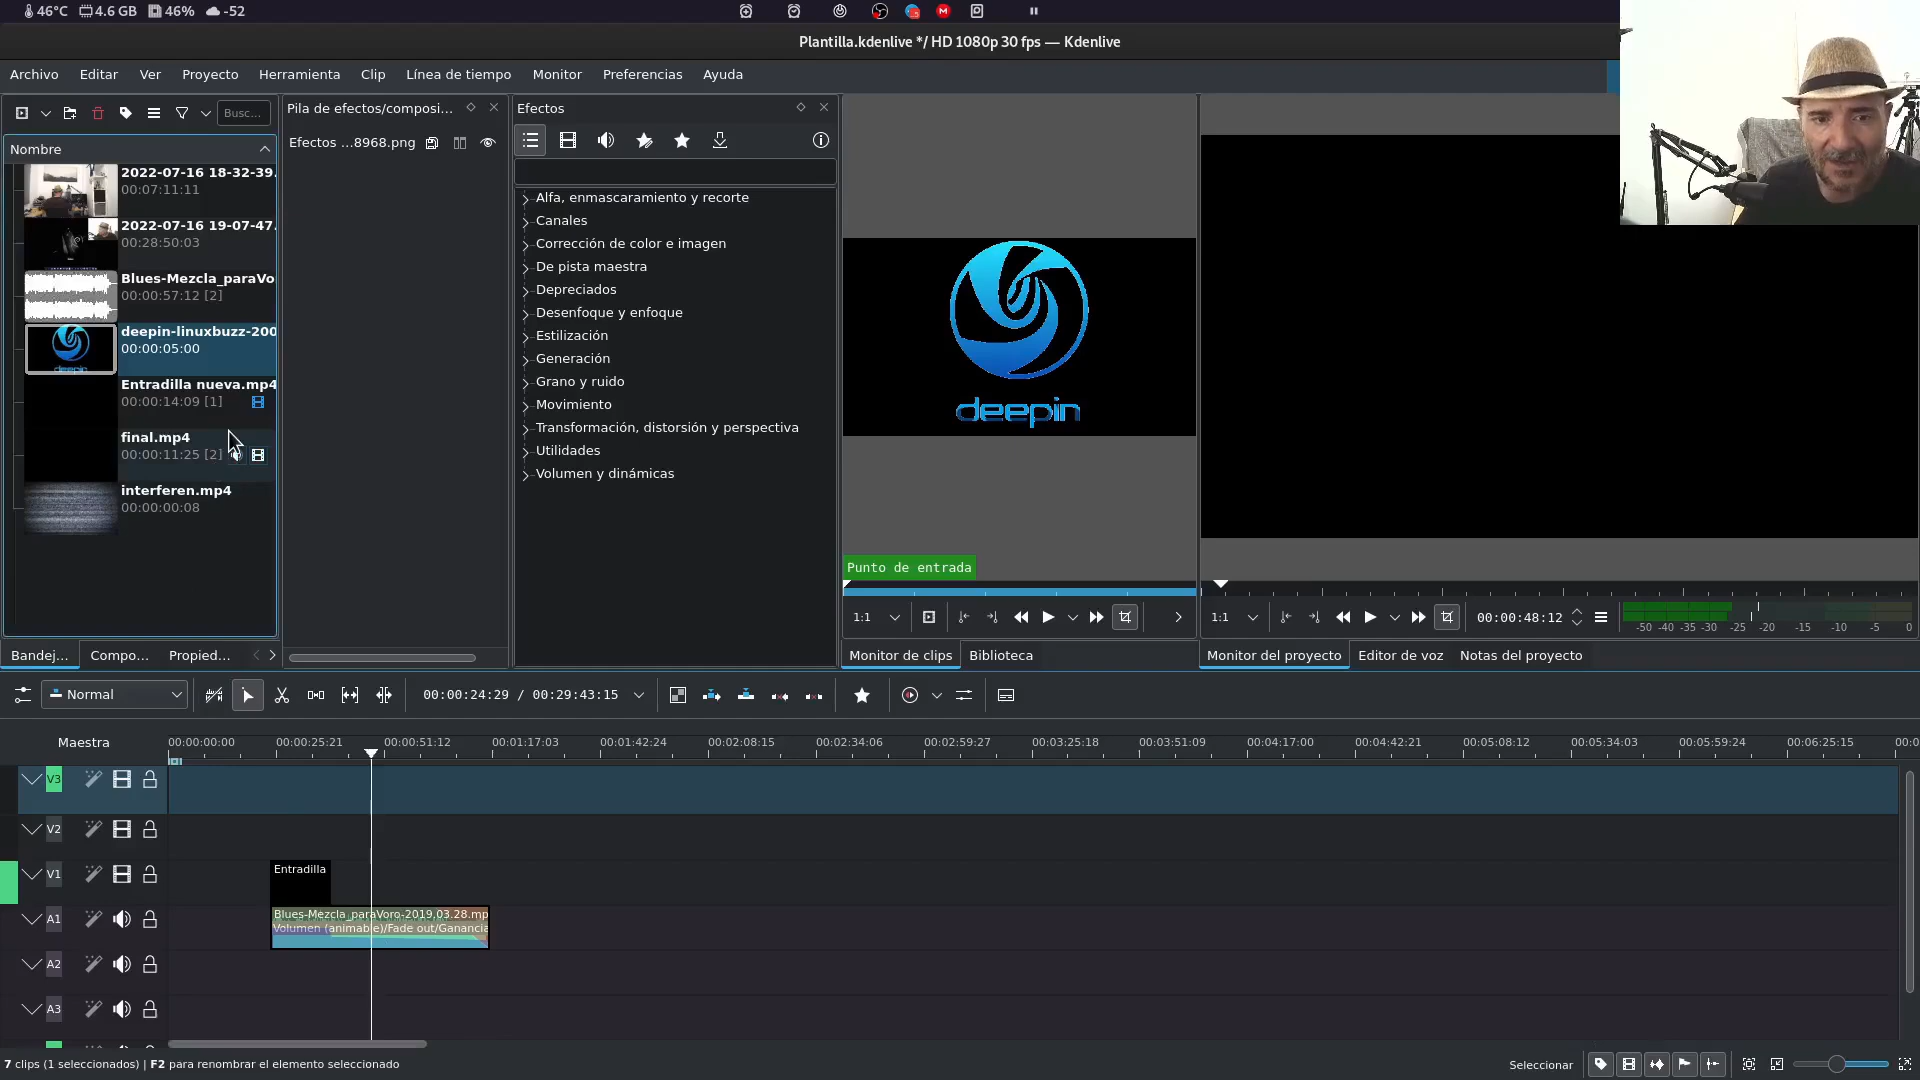 46°C 4.6 GB 46% -52
Plantilla.kdenlive */ HD 1080p 30 fps — Kdenlive
Archivo Editar Ver Proyecto Herramienta Clip Línea de tiempo Monitor Preferencias Ayuda
Busc...
Nombre
2022-07-16 18-32-39.
00:07:11:11
2022-07-16 19-07-47.
00:28:50:03
Blues-Mezcla_paraVo
00:00:57:12 [2]
deepin-linuxbuzz-200
00:00:05:00
Entradilla nueva.mp4
00:00:14:09 [1]
final.mp4
00:00:11:25 [2]
interferen.mp4
00:00:00:08
Bandej... Compo... Propied...
Pila de efectos/composi...
Efectos ...8968.png
Efectos
Alfa, enmascaramiento y recorte
Canales
Corrección de color e imagen
De pista maestra
Depreciados
Desenfoque y enfoque
Estilización
Generación
Grano y ruido
Movimiento
Transformación, distorsión y perspectiva
Utilidades
Volumen y dinámicas
deepin
Punto de entrada
1:1
Monitor de clips Biblioteca
1:1 00:00:48:12
-50 -40 -35 -30 -25 -20 -15 -10 -5 0
Monitor del proyecto Editor de voz Notas del proyecto
Normal 00:00:24:29 / 00:29:43:15
Maestra
00:00:00:00 00:00:25:21 00:00:51:12 00:01:17:03 00:01:42:24 00:02:08:15 00:02:34:06 00:02:59:27 00:03:25:18 00:03:51:09 00:04:17:00 00:04:42:21 00:05:08:12 00:05:34:03 00:05:59:24 00:06:25:15 00:0
V3
V2
V1
Entradilla
A1
Blues-Mezcla_paraVoro-2019.03.28.mp
Volumen (animable)/Fade out/Ganancia
A2
A3
7 clips (1 seleccionados) | F2 para renombrar el elemento seleccionado
Seleccionar